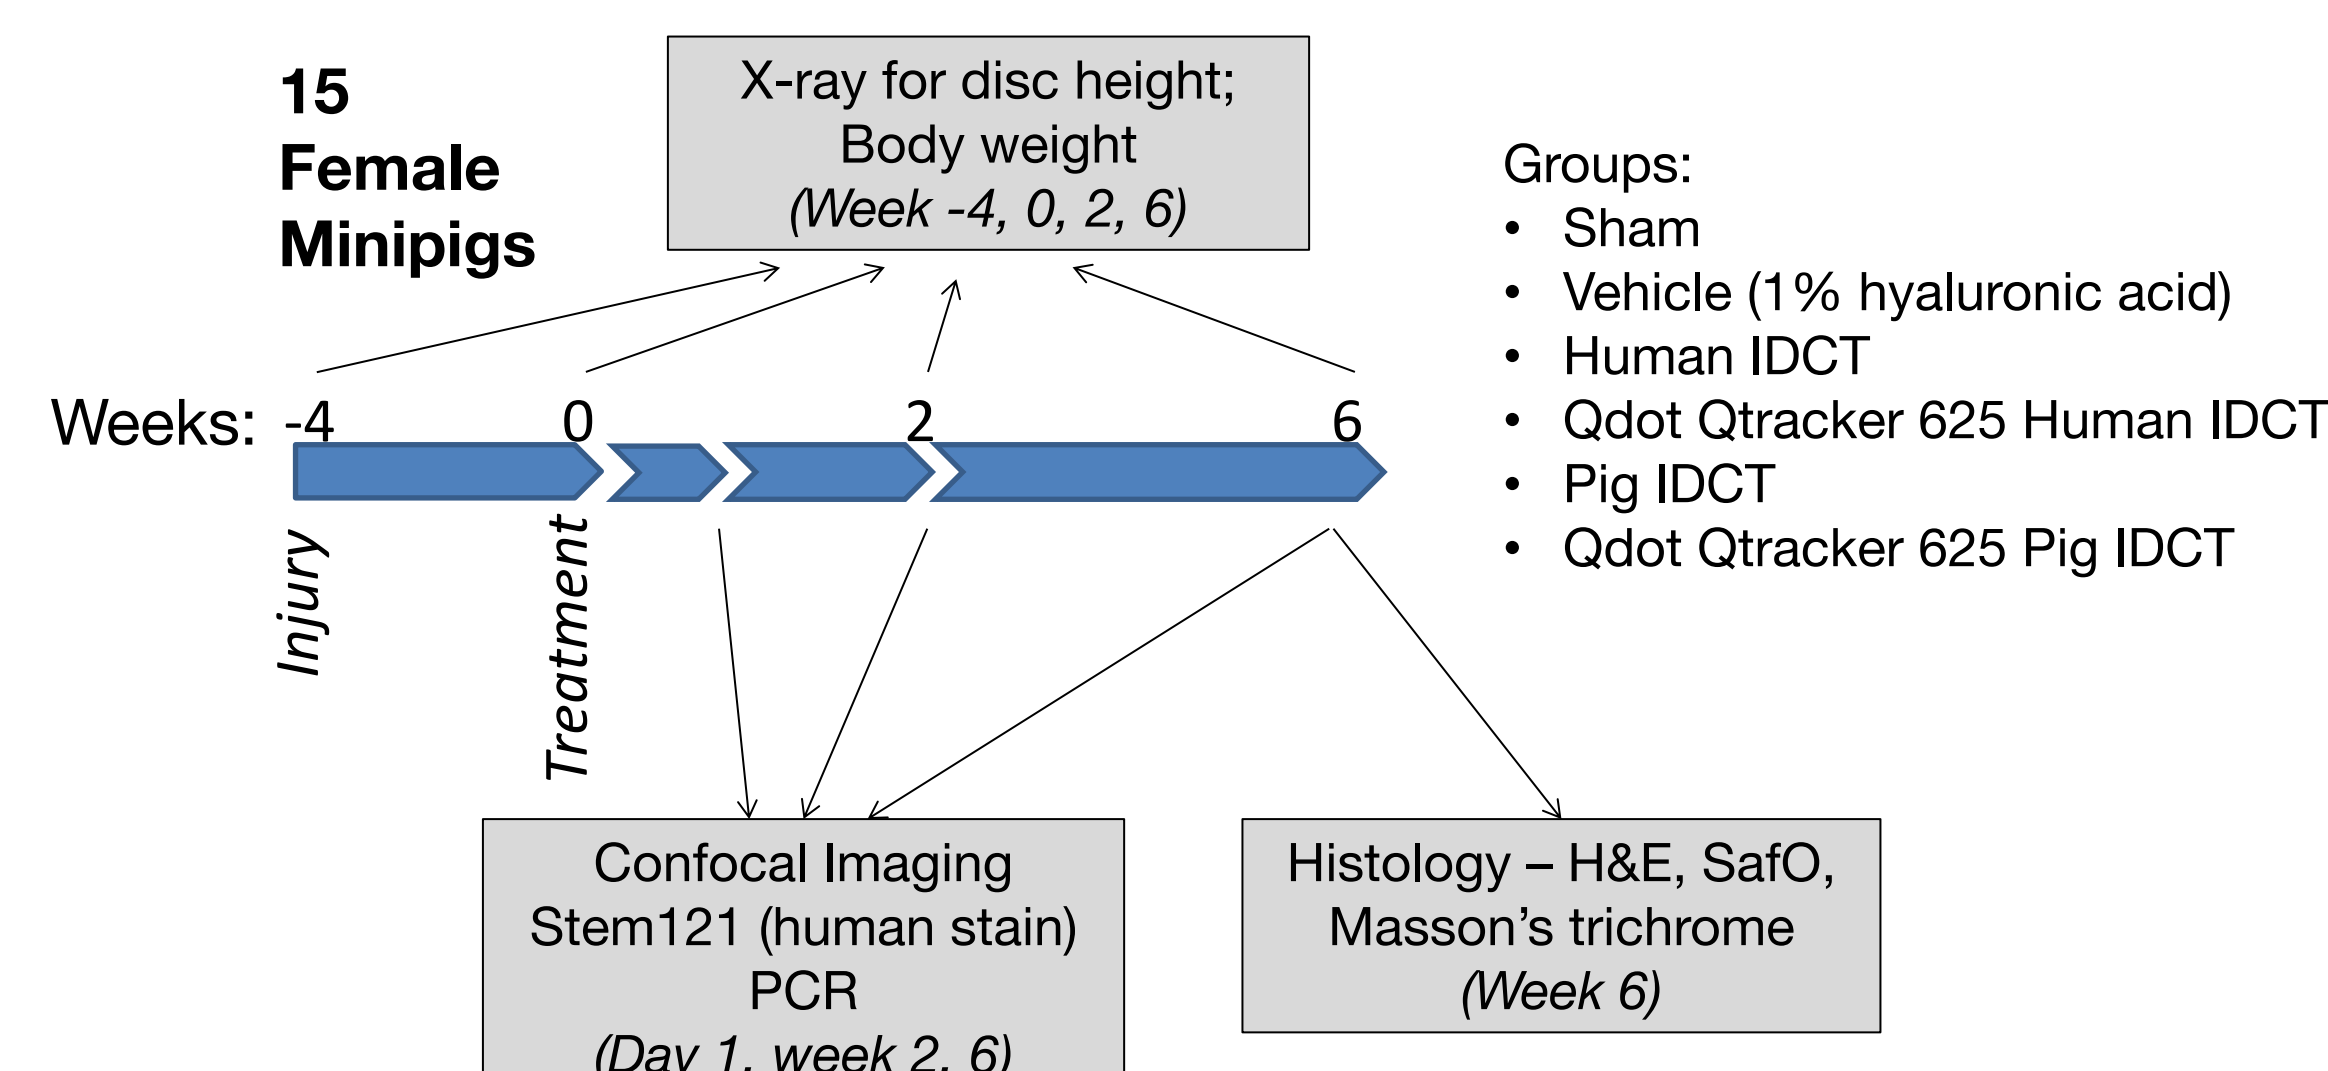 15
Female
Minipigs
X-ray for disc height;
Body weight
(Week -4, 0, 2, 6)
Groups:
• Sham
• Vehicle (1% hyaluronic acid)
• Human IDCT
• Qdot Qtracker 625 Human IDCT
• Pig IDCT
• Qdot Qtracker 625 Pig IDCT
Weeks: -4 0 2 6
Injury
Treatment
Confocal Imaging
Stem121 (human stain)
PCR
(Day 1, week 2, 6)
Histology – H&E, SafO,
Masson's trichrome
(Week 6)